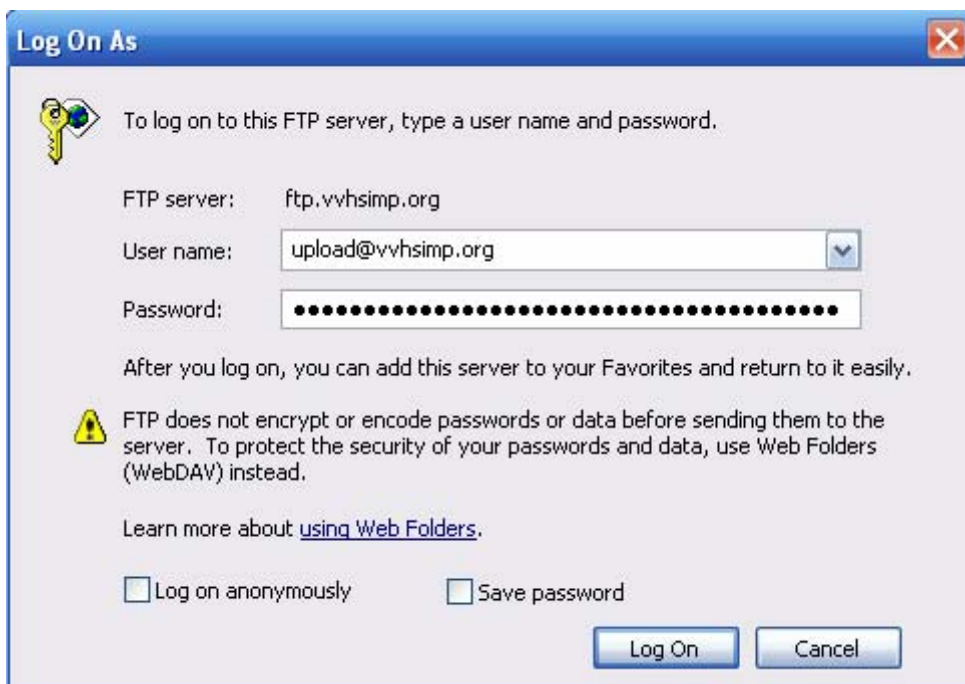 Log On As
To log on to this FTP server, type a user name and password.
FTP server: ftp.vvhsimp.org
User name: upload@vvhsimp.org
Password: ●●●●●●●●●●●●●●●●●●●●●●●●●●●●●●●●●●●●●●●
After you log on, you can add this server to your Favorites and return to it easily.
FTP does not encrypt or encode passwords or data before sending them to the
server. To protect the security of your passwords and data, use Web Folders
(WebDAV) instead.
Learn more about using Web Folders.
Log on anonymously Save password
Log On Cancel